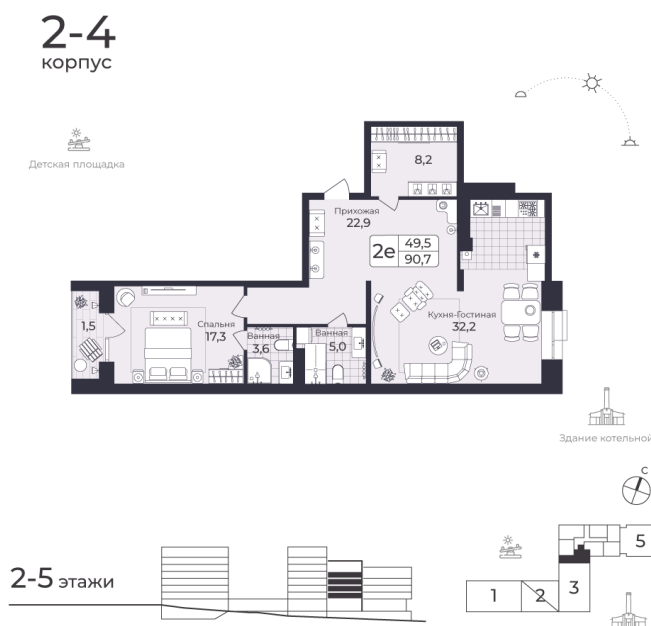 2-4
корпус
Детская площадка
8,2
Прихожая
22,9
2е
49,5
90,7
Кухня-Гостиная
32,2
1,5
Спальня
17,3
Ванная
3,6
Ванная
5,0
Здание котельной
С
2-5 этажи
5
1
2
3